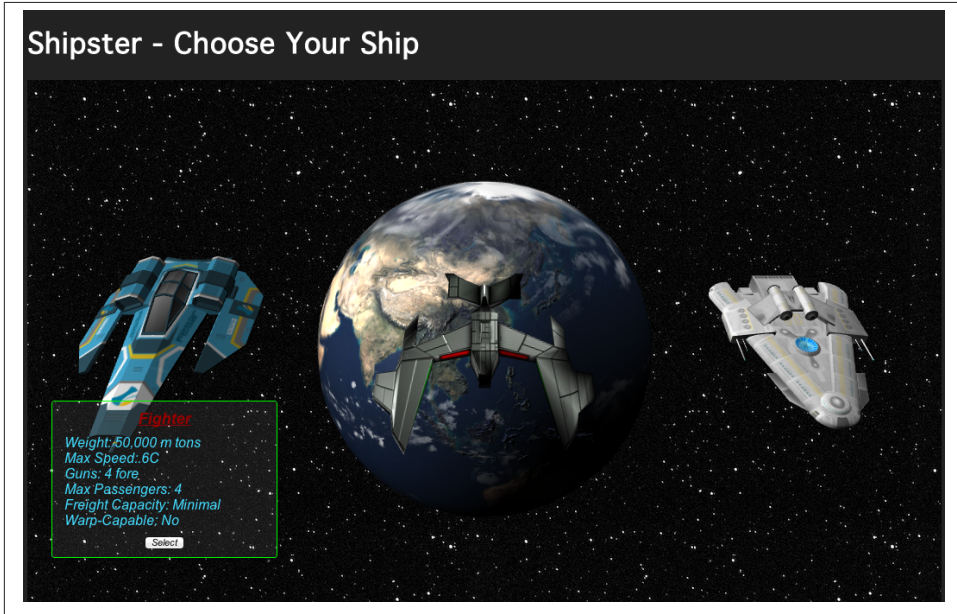 Shipster - Choose Your Ship
Fighter
Weight: 50,000 m tons
Max Speed:.6C
Guns: 4 fore
Max Passengers: 4
Freight Capacity: Minimal
Warp-Capable: No
Select